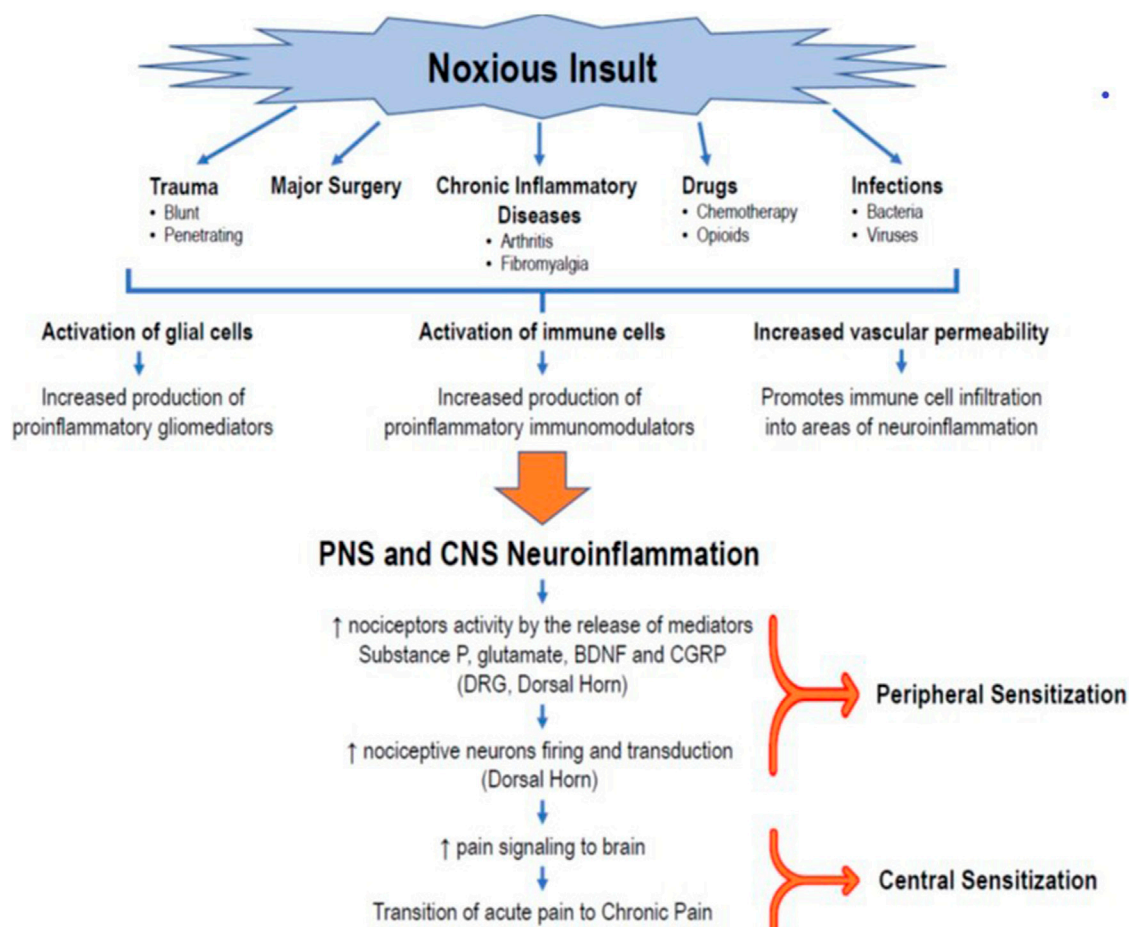 Noxious Insult
Trauma
• Blunt
• Penetrating
Major Surgery
Chronic Inflammatory
Diseases
• Arthritis
• Fibromyalgia
Drugs
• Chemotherapy
• Opioids
Infections
• Bacteria
• Viruses
Activation of glial cells
Increased production of
proinflammatory gliomediators
Activation of immune cells
Increased production of
proinflammatory immunomodulators
Increased vascular permeability
Promotes immune cell infiltration
into areas of neuroinflammation
PNS and CNS Neuroinflammation
↑ nociceptors activity by the release of mediators
Substance P, glutamate, BDNF and CGRP
(DRG, Dorsal Horn)
↑ nociceptive neurons firing and transduction
(Dorsal Horn)
Peripheral Sensitization
↑ pain signaling to brain
Transition of acute pain to Chronic Pain
Central Sensitization